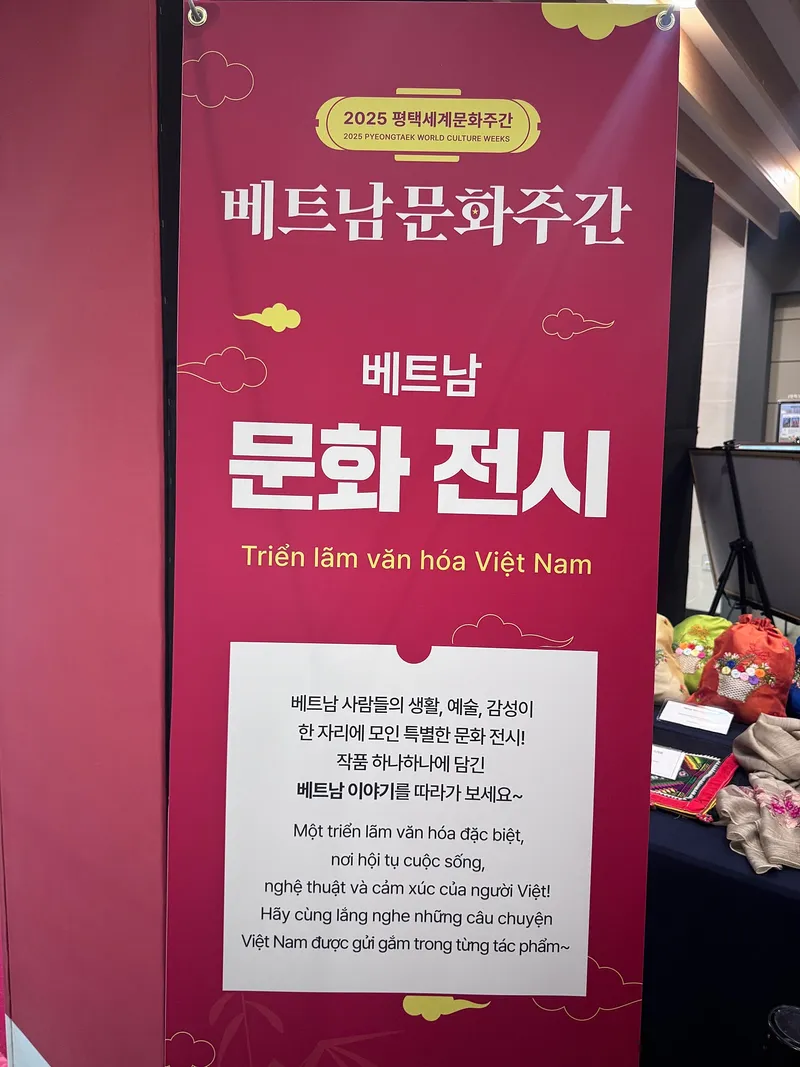 2025 평택세계문화주간
2025 PYEONGTAEK WORLD CULTURE WEEKS
베트남문화주간
베트남
문화 전시
Triển lãm văn hóa Việt Nam
베트남 사람들의 생활, 예술, 감성이
한 자리에 모인 특별한 문화 전시!
작품 하나하나에 담긴
베트남 이야기를 따라가 보세요~
Một triển lãm văn hóa đặc biệt,
nơi hội tụ cuộc sống,
nghệ thuật và cảm xúc của người Việt!
Hãy cùng lắng nghe những câu chuyện
Việt Nam được gửi gắm trong từng tác phẩm~